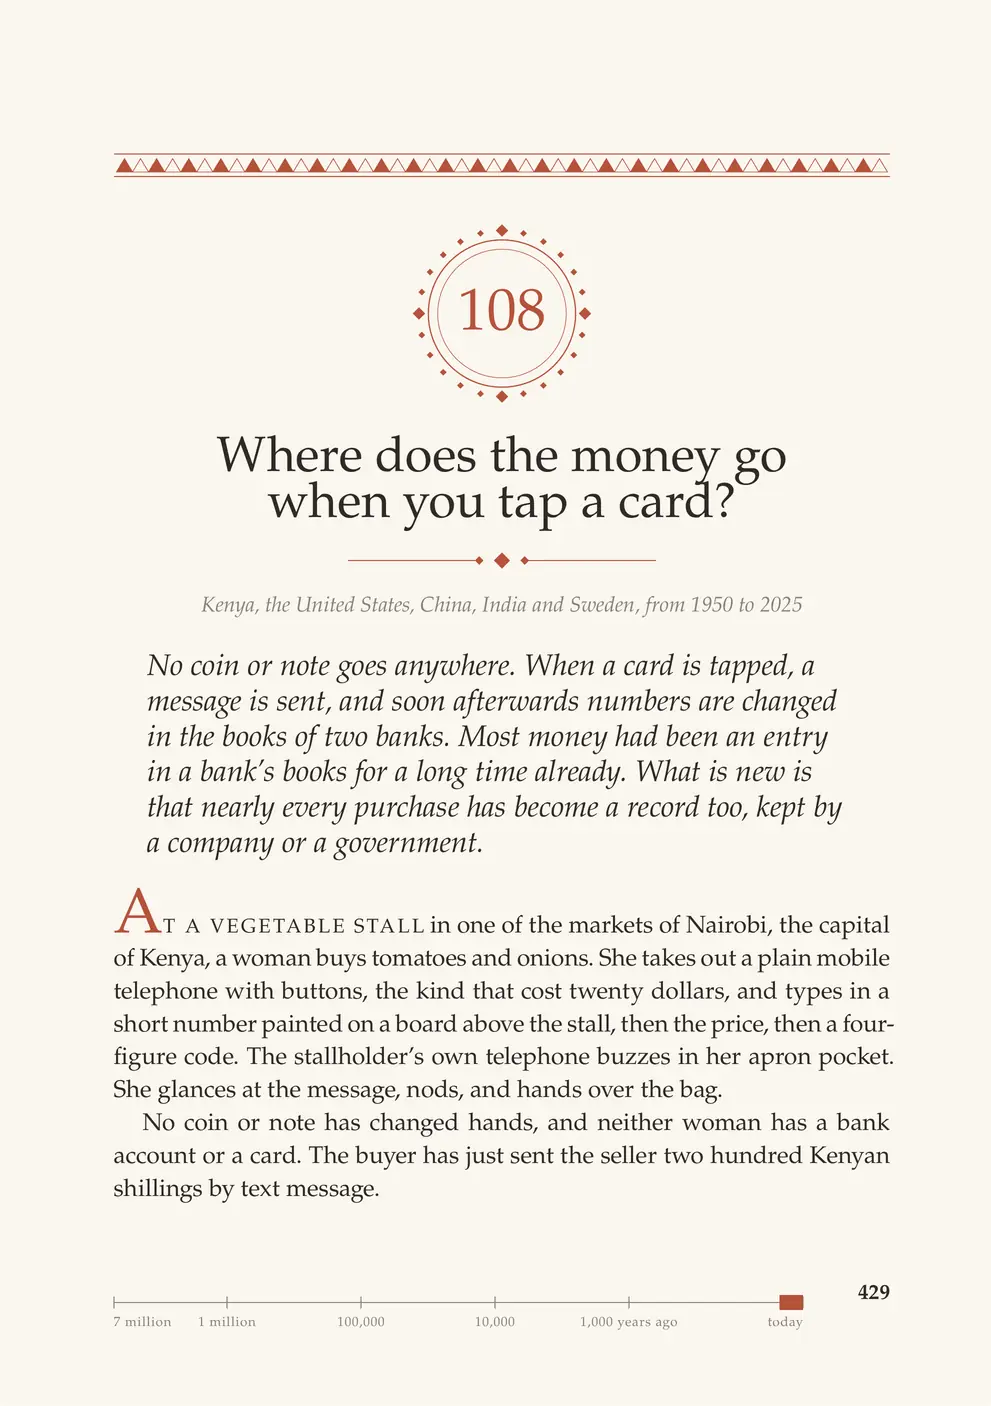 108
Where does the money go
when you tap a card?
Kenya, the United States, China, India and Sweden, from 1950 to 2025
No coin or note goes anywhere. When a card is tapped, a
message is sent, and soon afterwards numbers are changed
in the books of two banks. Most money had been an entry
in a bank’s books for a long time already. What is new is
that nearly every purchase has become a record too, kept by
a company or a government.
AT A VEGETABLE STALL in one of the markets of Nairobi, the capital
of Kenya, a woman buys tomatoes and onions. She takes out a plain mobile
telephone with buttons, the kind that cost twenty dollars, and types in a
short number painted on a board above the stall, then the price, then a four-
figure code. The stallholder’s own telephone buzzes in her apron pocket.
She glances at the message, nods, and hands over the bag.
No coin or note has changed hands, and neither woman has a bank
account or a card. The buyer has just sent the seller two hundred Kenyan
shillings by text message.
429
7 million 1 million 100,000 10,000 1,000 years ago today